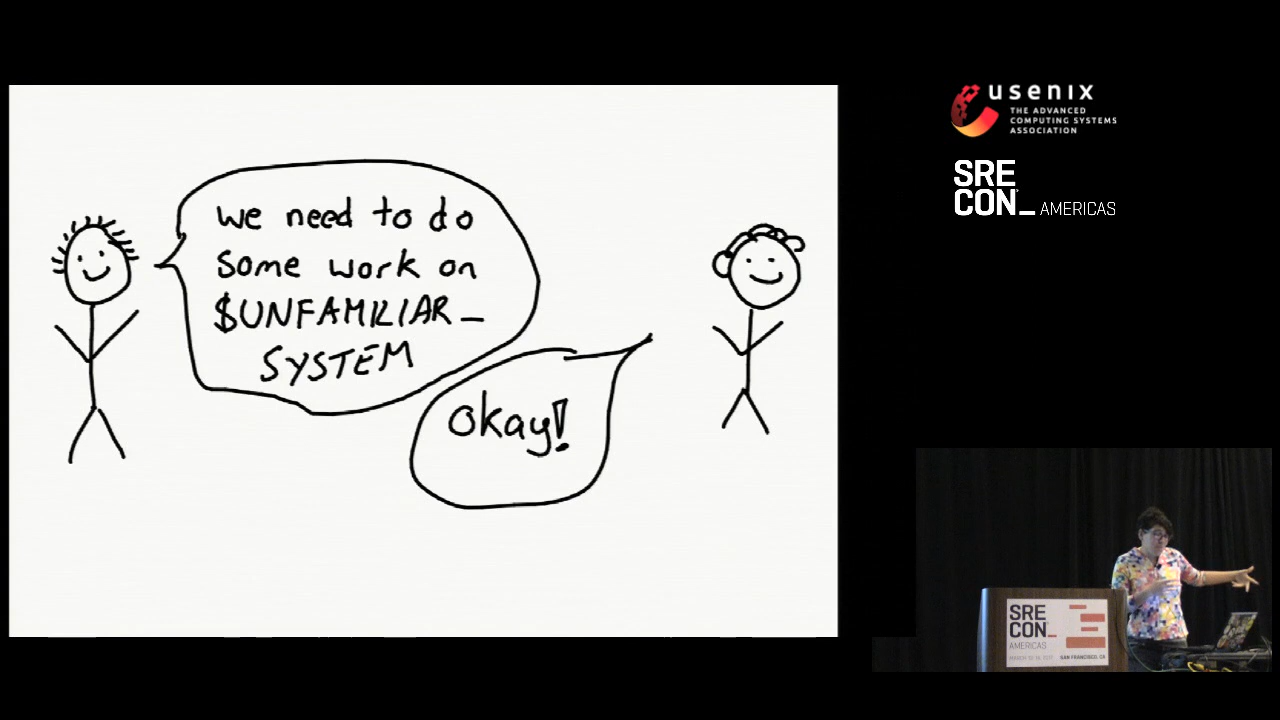 we need to do
some work on
$UNFAMILIAR_
SYSTEM
okay!
usenix
THE ADVANCED
COMPUTING SYSTEMS
ASSOCIATION
SRE
CON_ AMERICAS
SRE
CON_
AMERICAS
SAN FRANCISCO, CA